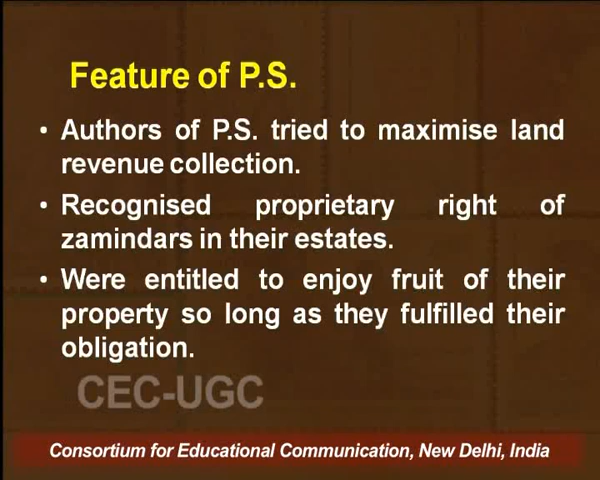 Feature of P.S.
• Authors of P.S. tried to maximise land
revenue collection.
• Recognised proprietary right of
zamindars in their estates.
• Were entitled to enjoy fruit of their
property so long as they fulfilled their
obligation.
CEC-UGC
Consortium for Educational Communication, New Delhi, India